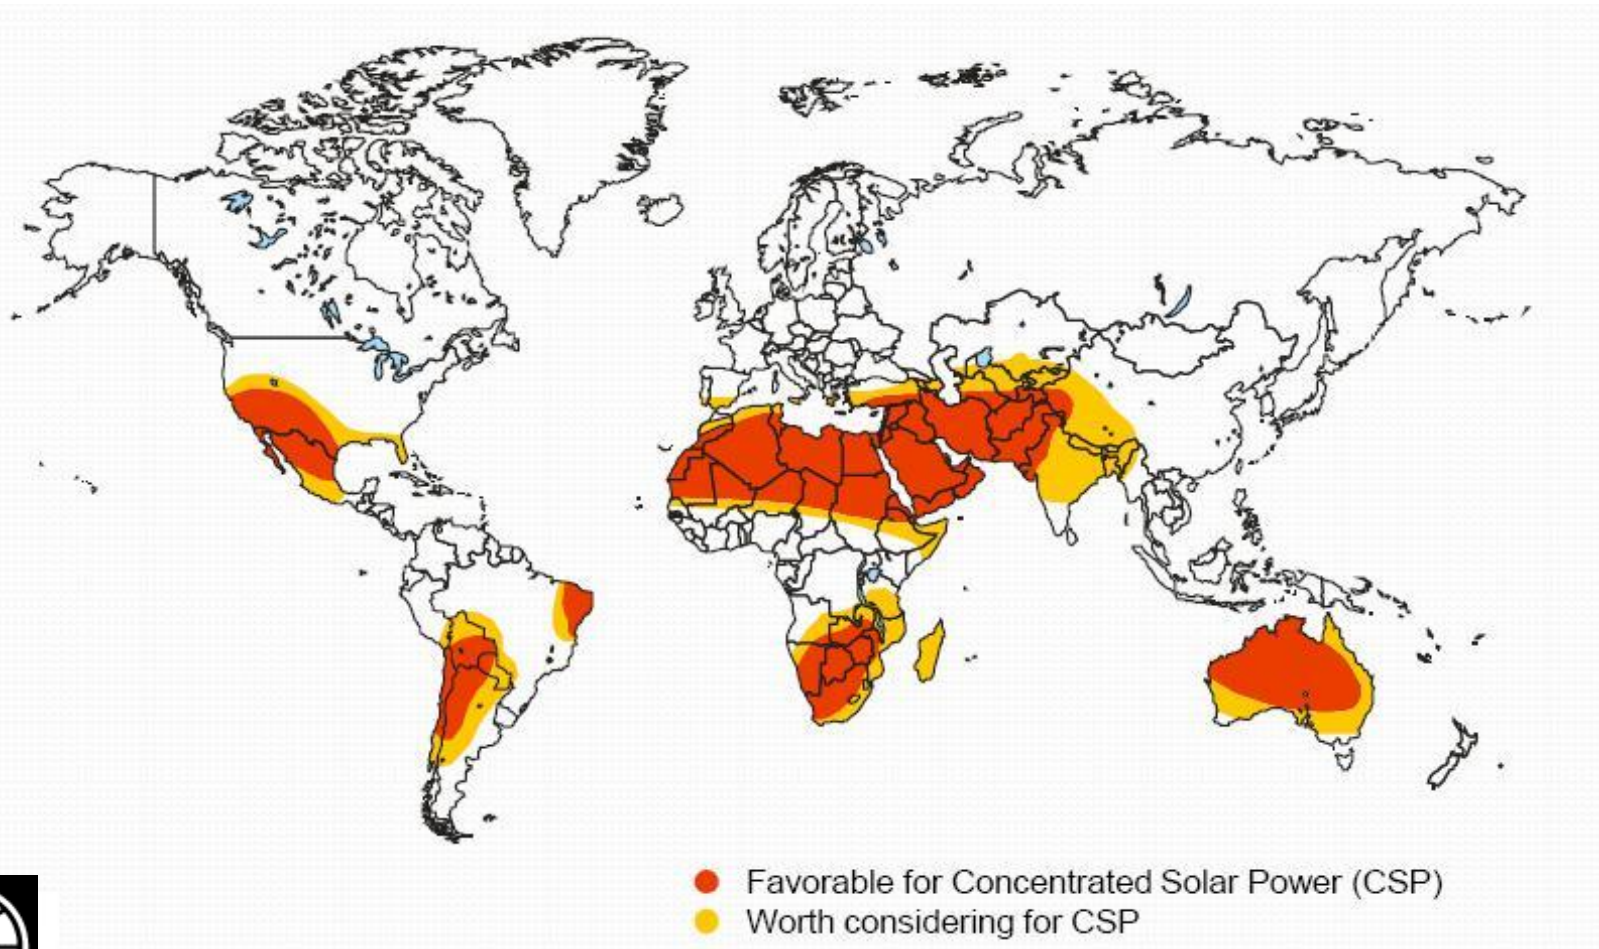 Favorable for Concentrated Solar Power (CSP)
Worth considering for CSP